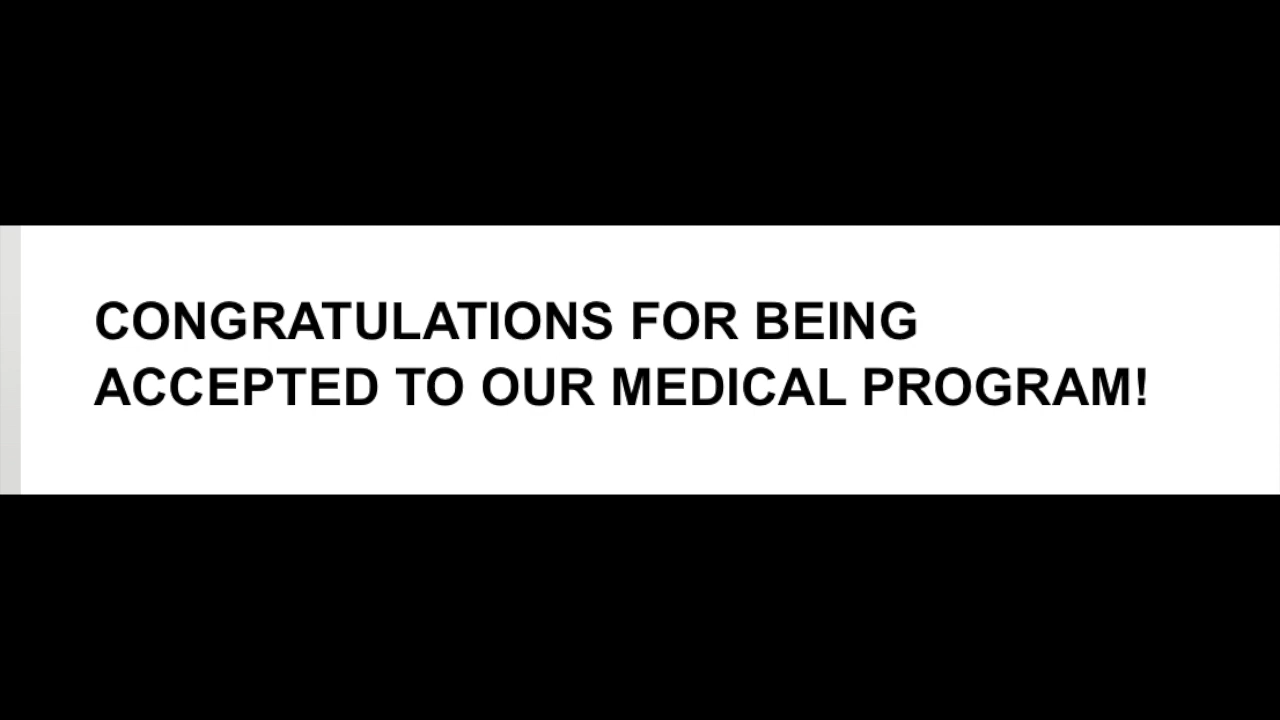 CONGRATULATIONS FOR BEING
ACCEPTED TO OUR MEDICAL PROGRAM!